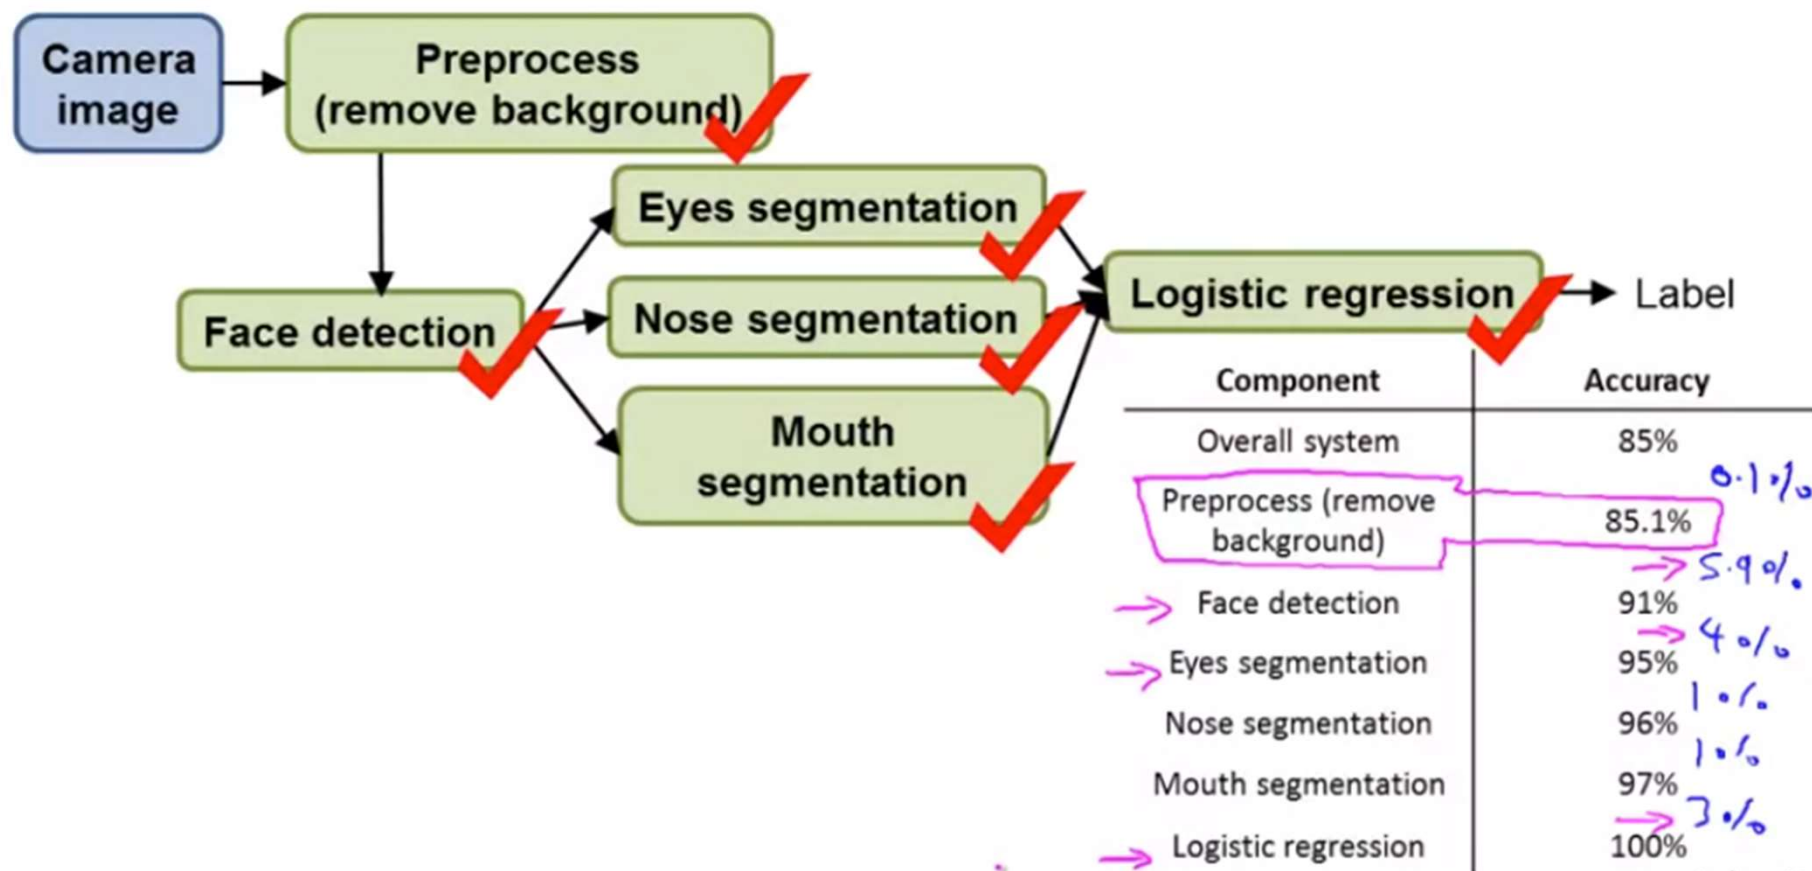 Camera
image
Preprocess
(remove background)
Eyes segmentation
Face detection
Nose segmentation
Mouth
segmentation
Logistic regression
Label
Component Accuracy
Overall system 85%
0.1%
Preprocess (remove
background) 85.1%
5.9%
Face detection 91%
4%
Eyes segmentation 95%
1%
Nose segmentation 96%
1%
Mouth segmentation 97%
3%
Logistic regression 100%